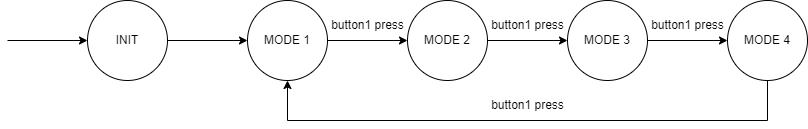 button1 press
button1 press
button1 press
INIT
MODE 1
MODE 2
MODE 3
MODE 4
button1 press